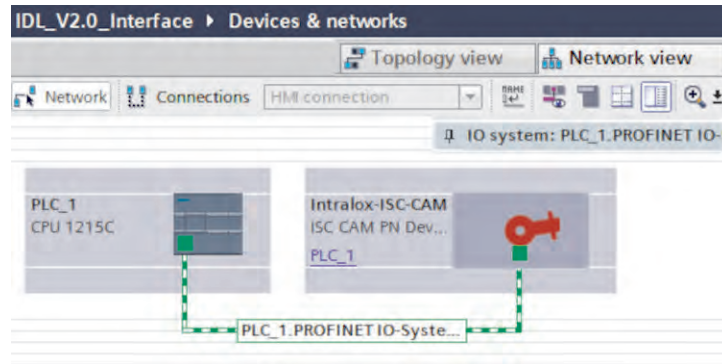 IDL_V2.0_Interface ▸ Devices & networks
Topology view
Network view
Network
Connections
HMI connection
NAME
IO system: PLC_1.PROFINET IO-
PLC_1
CPU 1215C
Intralox-ISC-CAM
ISC CAM PN Dev...
PLC_1
PLC_1.PROFINET IO-Syste...